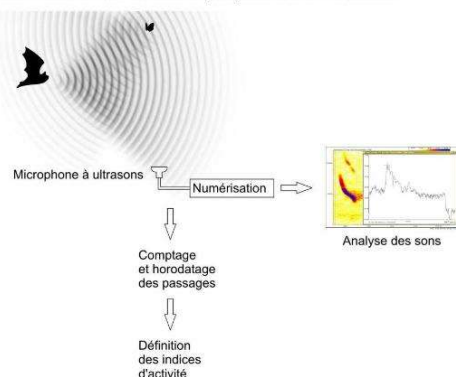 Microphone à ultrasons
Numérisation
Analyse des sons
Comptage
et horodatage
des passages
Définition
des indices
d'activité